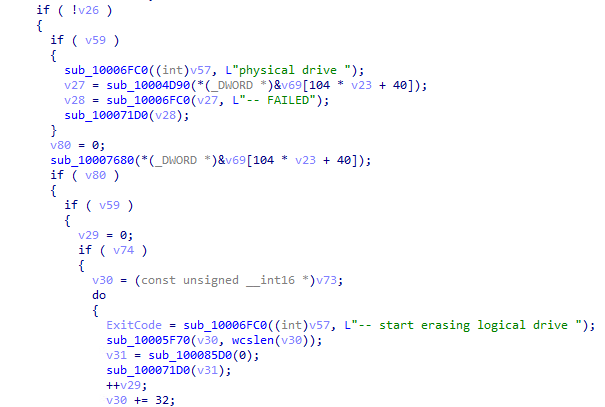 if ( !v26 )
{
if ( v59 )
{
sub_10006FC0((int)v57, L"physical drive ");
v27 = sub_10004D90(*(_DWORD *)&v69[104 * v23 + 40]);
v28 = sub_10006FC0(v27, L"-- FAILED");
sub_100071D0(v28);
}
v80 = 0;
sub_10007680(*(_DWORD *)&v69[104 * v23 + 40]);
if ( v80 )
{
if ( v59 )
{
v29 = 0;
if ( v74 )
{
v30 = (const unsigned __int16 *)v73;
do
{
ExitCode = sub_10006FC0((int)v57, L"-- start erasing logical drive ");
sub_10005F70(v30, wcslen(v30));
v31 = sub_100085D0(0);
sub_100071D0(v31);
++v29;
v30 += 32;